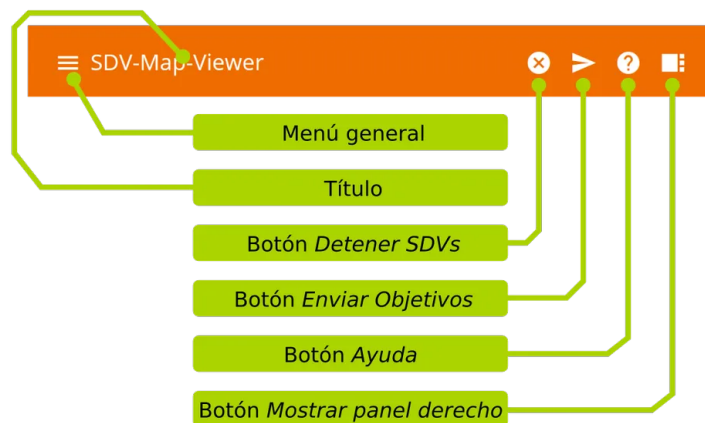 SDV-Map-Viewer
Menú general
Título
Botón Detener SDVs
Botón Enviar Objetivos
Botón Ayuda
Botón Mostrar panel derecho